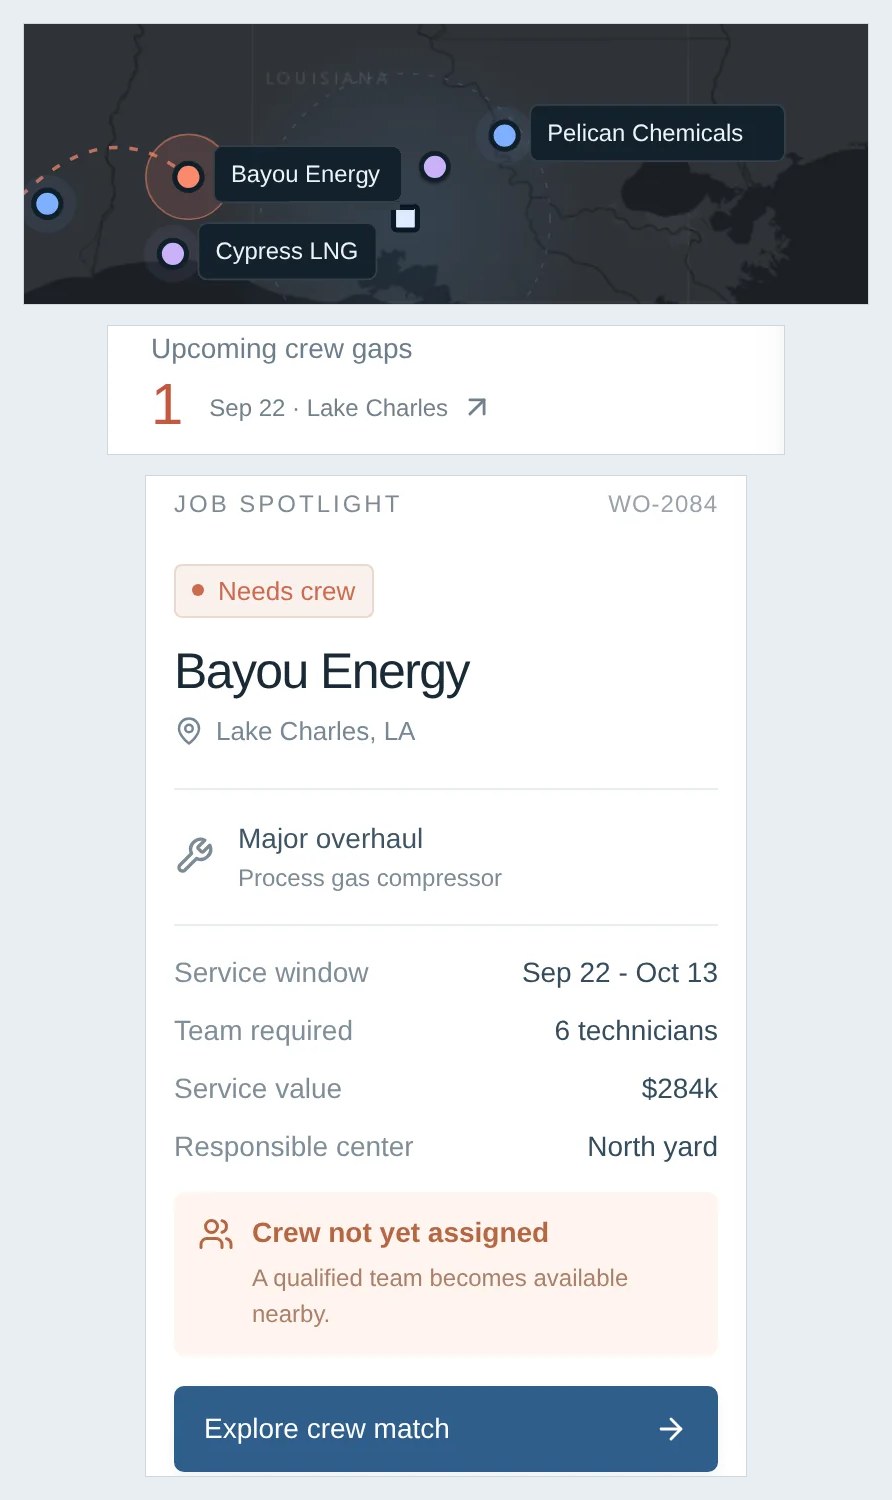 LOUISIANA
Pelican Chemicals
Bayou Energy
Cypress LNG
Upcoming crew gaps
1 Sep 22 · Lake Charles
JOB SPOTLIGHT WO-2084
Needs crew
Bayou Energy
Lake Charles, LA
Major overhaul
Process gas compressor
Service window Sep 22 - Oct 13
Team required 6 technicians
Service value $284k
Responsible center North yard
Crew not yet assigned
A qualified team becomes available
nearby.
Explore crew match